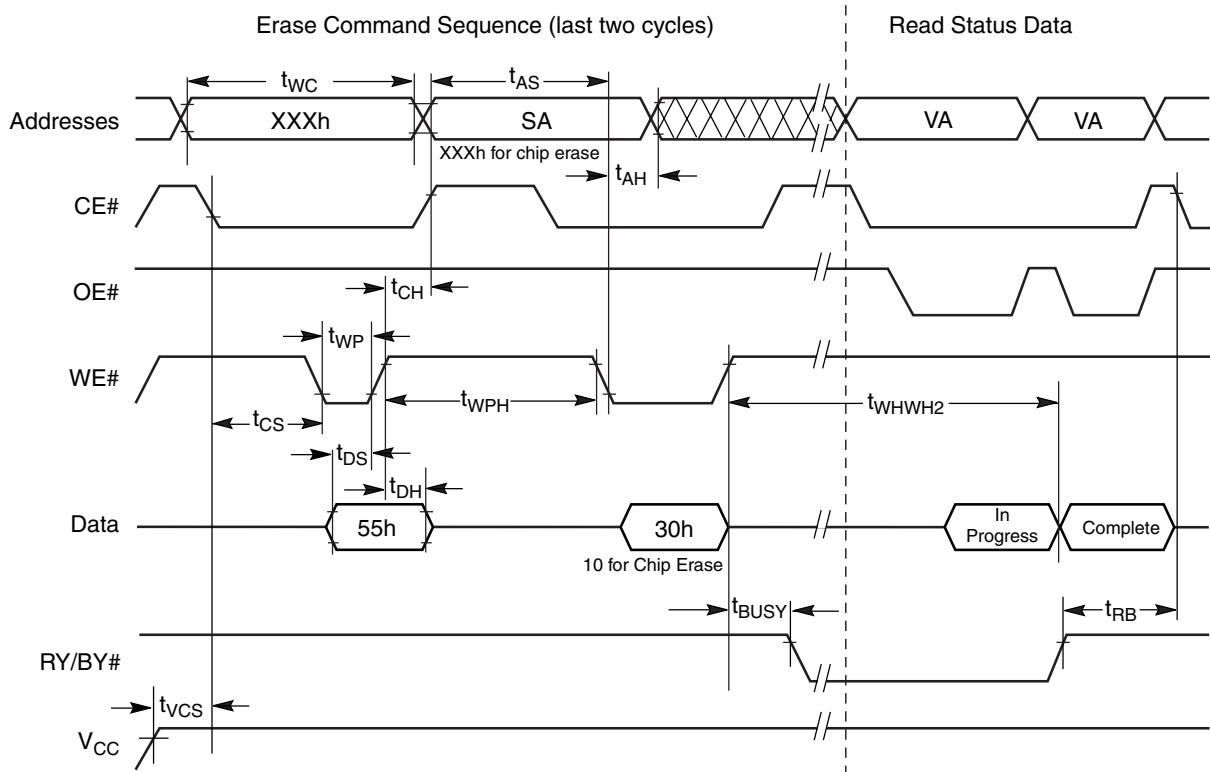 Erase Command Sequence (last two cycles)
Read Status Data
tWC
tAS
Addresses
XXXh
SA
VA
VA
XXXh for chip erase
tAH
CE#
OE#
tCH
tWP
WE#
tWPH
tWHWH2
tCS
tDS
tDH
Data
55h
30h
In
Progress
Complete
10 for Chip Erase
tBUSY
tRB
RY/BY#
tVCS
VCC